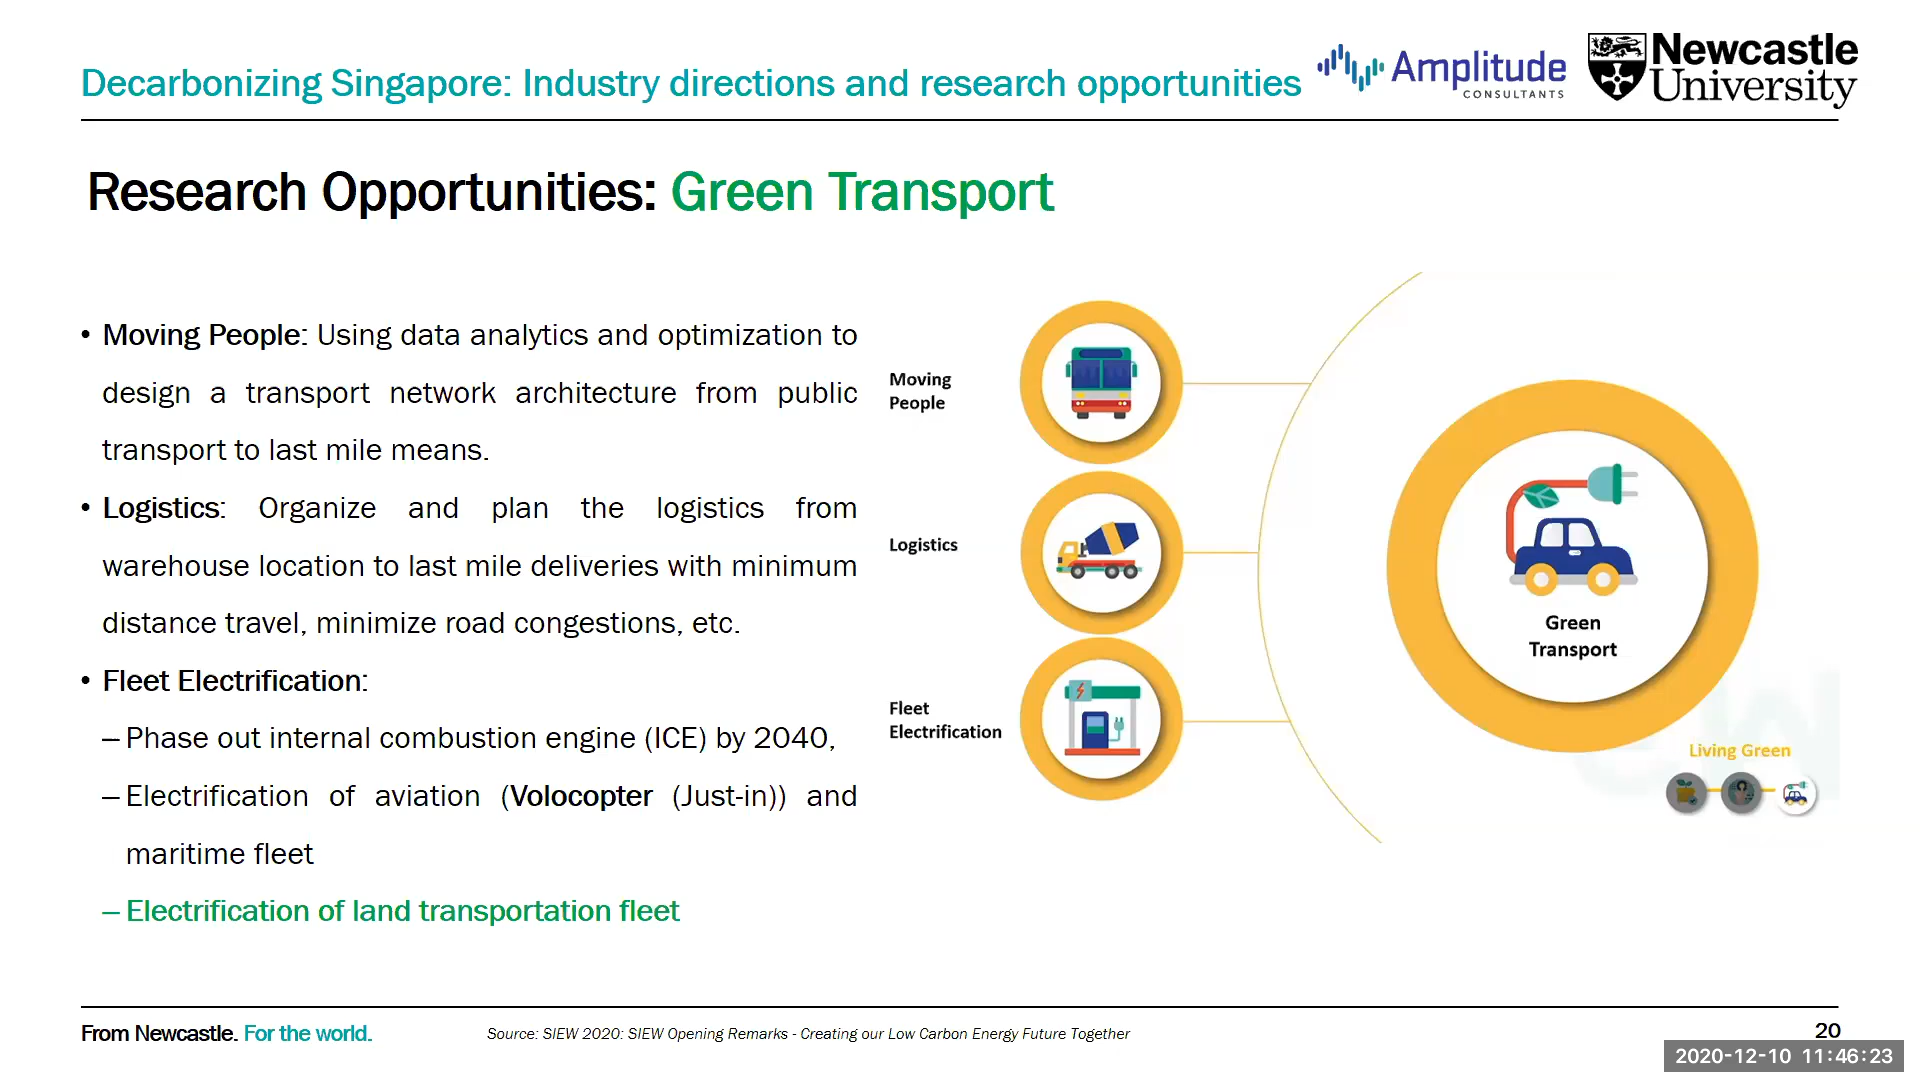 Decarbonizing Singapore: Industry directions and research opportunities
Amplitude
CONSULTANTS
Newcastle
University
Research Opportunities: Green Transport
• Moving People: Using data analytics and optimization to
design a transport network architecture from public
transport to last mile means.
• Logistics: Organize and plan the logistics from
warehouse location to last mile deliveries with minimum
distance travel, minimize road congestions, etc.
• Fleet Electrification:
– Phase out internal combustion engine (ICE) by 2040,
– Electrification of aviation (Volocopter (Just-in)) and
maritime fleet
– Electrification of land transportation fleet
Moving
People
Logistics
Fleet
Electrification
Green
Transport
Living Green
From Newcastle. For the world.
Source: SIEW 2020: SIEW Opening Remarks - Creating our Low Carbon Energy Future Together
20
2020-12-10 11:46:23